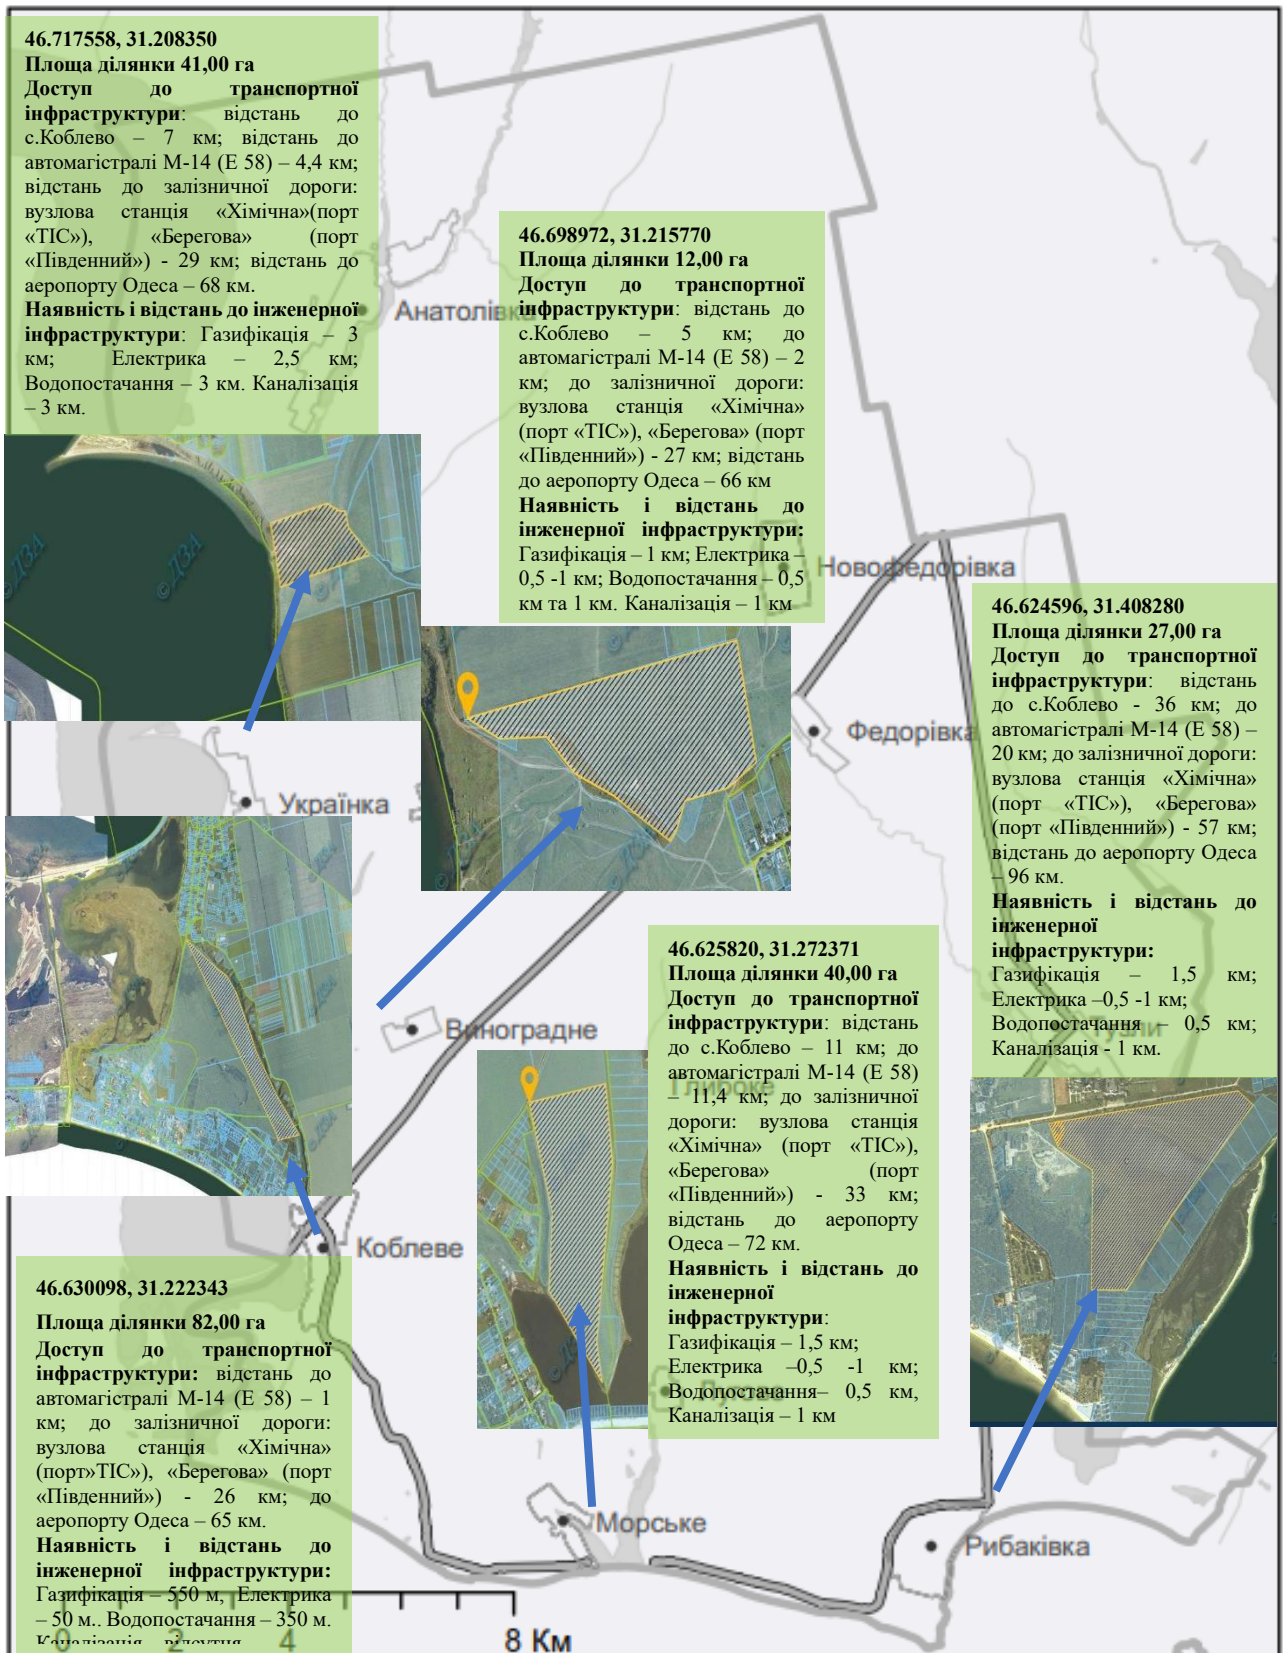 46.717558, 31.208350
Площа ділянки 41,00 га
Доступ до транспортної
інфраструктури: відстань до
с.Коблево – 7 км; відстань до
автомагістралі М-14 (Е 58) – 4,4 км;
відстань до залізничної дороги:
вузлова станція «Хімічна»(порт
«ТІС»), «Берегова» (порт
«Південний») - 29 км; відстань до
аеропорту Одеса – 68 км.
Наявність і відстань до інженерної
інфраструктури: Газифікація – 3
км; Електрика – 2,5 км;
Водопостачання – 3 км. Каналізація
– 3 км.
Анатолівка
46.698972, 31.215770
Площа ділянки 12,00 га
Доступ до транспортної
інфраструктури: відстань до
с.Коблево – 5 км; до
автомагістралі М-14 (Е 58) – 2
км; до залізничної дороги:
вузлова станція «Хімічна»
(порт «ТІС»), «Берегова» (порт
«Південний») - 27 км; відстань
до аеропорту Одеса – 66 км
Наявність і відстань до
інженерної інфраструктури:
Газифікація – 1 км; Електрика –
0,5 -1 км; Водопостачання – 0,5
км та 1 км. Каналізація – 1 км
Новофедорівка
46.624596, 31.408280
Площа ділянки 27,00 га
Доступ до транспортної
інфраструктури: відстань
до с.Коблево - 36 км; до
автомагістралі М-14 (Е 58) –
20 км; до залізничної дороги:
вузлова станція «Хімічна»
(порт «ТІС»), «Берегова»
(порт «Південний») - 57 км;
відстань до аеропорту Одеса
– 96 км.
Наявність і відстань до
інженерної
інфраструктури:
Газифікація – 1,5 км;
Електрика –0,5 -1 км;
Водопостачання – 0,5 км;
Каналізація - 1 км.
Тузли
Федорівка
Українка
©ДЗА
©ДЗА
Виноградне
46.625820, 31.272371
Площа ділянки 40,00 га
Доступ до транспортної
інфраструктури: відстань
до с.Коблево – 11 км; до
автомагістралі М-14 (Е 58)
– 11,4 км; до залізничної
дороги: вузлова станція
«Хімічна» (порт «ТІС»),
«Берегова» (порт
«Південний») - 33 км;
відстань до аеропорту
Одеса – 72 км.
Наявність і відстань до
інженерної
інфраструктури:
Газифікація – 1,5 км;
Електрика –0,5 -1 км;
Водопостачання– 0,5 км,
Каналізація – 1 км
Глибоке
Лугове
Коблеве
46.630098, 31.222343
Площа ділянки 82,00 га
Доступ до транспортної
інфраструктури: відстань до
автомагістралі М-14 (Е 58) – 1
км; до залізничної дороги:
вузлова станція «Хімічна»
(порт»ТІС»), «Берегова» (порт
«Південний») - 26 км; до
аеропорту Одеса – 65 км.
Наявність і відстань до
інженерної інфраструктури:
Газифікація – 550 м, Електрика
– 50 м.. Водопостачання – 350 м.
Каналізація відсутня
Морське
Рибаківка
0 2 4 8 Км